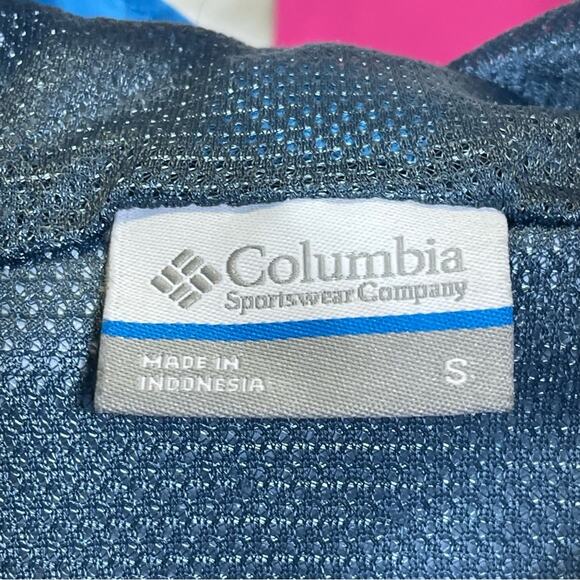 Columbia
Sportswear Company
MADE IN
INDONESIA
S